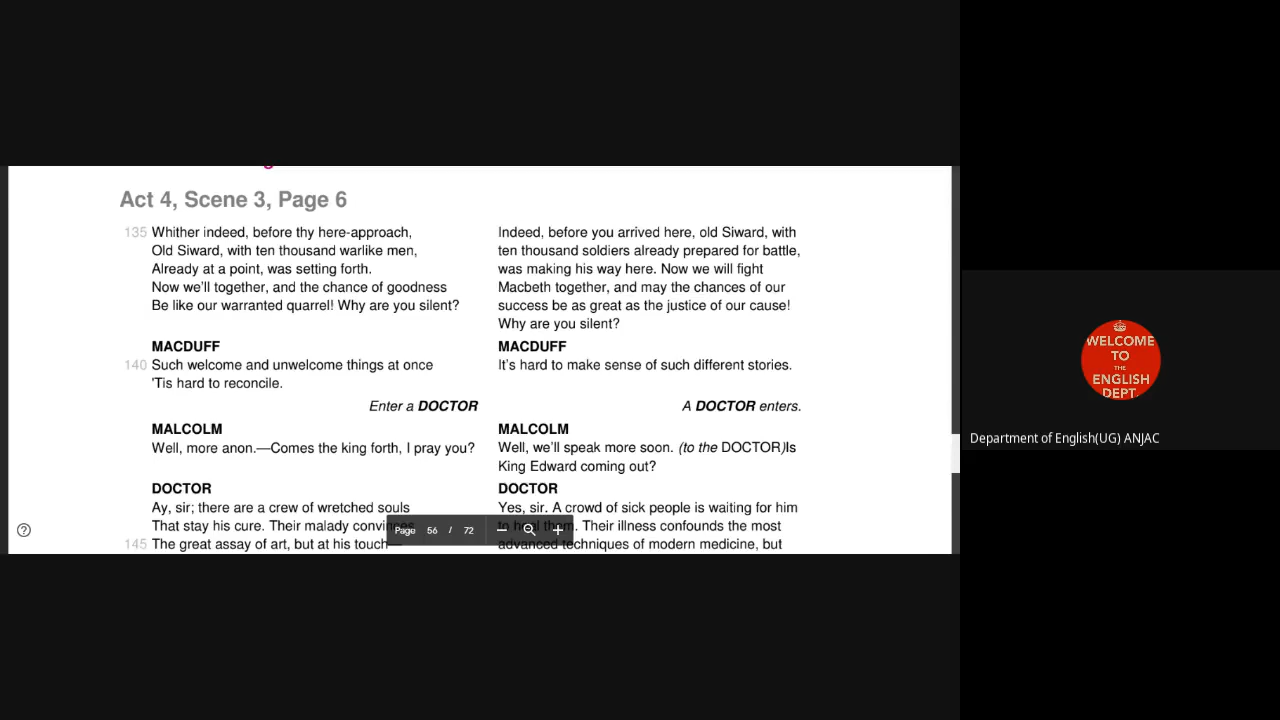 Act 4, Scene 3, Page 6
135 Whither indeed, before thy here-approach,
Old Siward, with ten thousand warlike men,
Already at a point, was setting forth.
Now we'll together, and the chance of goodness
Be like our warranted quarrel! Why are you silent?
MACDUFF
140 Such welcome and unwelcome things at once
'Tis hard to reconcile.
Enter a DOCTOR
MALCOLM
Well, more anon.—Comes the king forth, I pray you?
DOCTOR
Ay, sir; there are a crew of wretched souls
That stay his cure. Their malady convinces
145 The great assay of art, but at his touch—
Indeed, before you arrived here, old Siward, with
ten thousand soldiers already prepared for battle,
was making his way here. Now we will fight
Macbeth together, and may the chances of our
success be as great as the justice of our cause!
Why are you silent?
MACDUFF
It's hard to make sense of such different stories.
A DOCTOR enters.
MALCOLM
Well, we'll speak more soon. (to the DOCTOR)Is
King Edward coming out?
DOCTOR
Yes, sir. A crowd of sick people is waiting for him
to heal them. Their illness confounds the most
advanced techniques of modern medicine, but
Page 56 / 72
WELCOME
TO
THE
ENGLISH
DEPT.
Department of English(UG) ANJAC